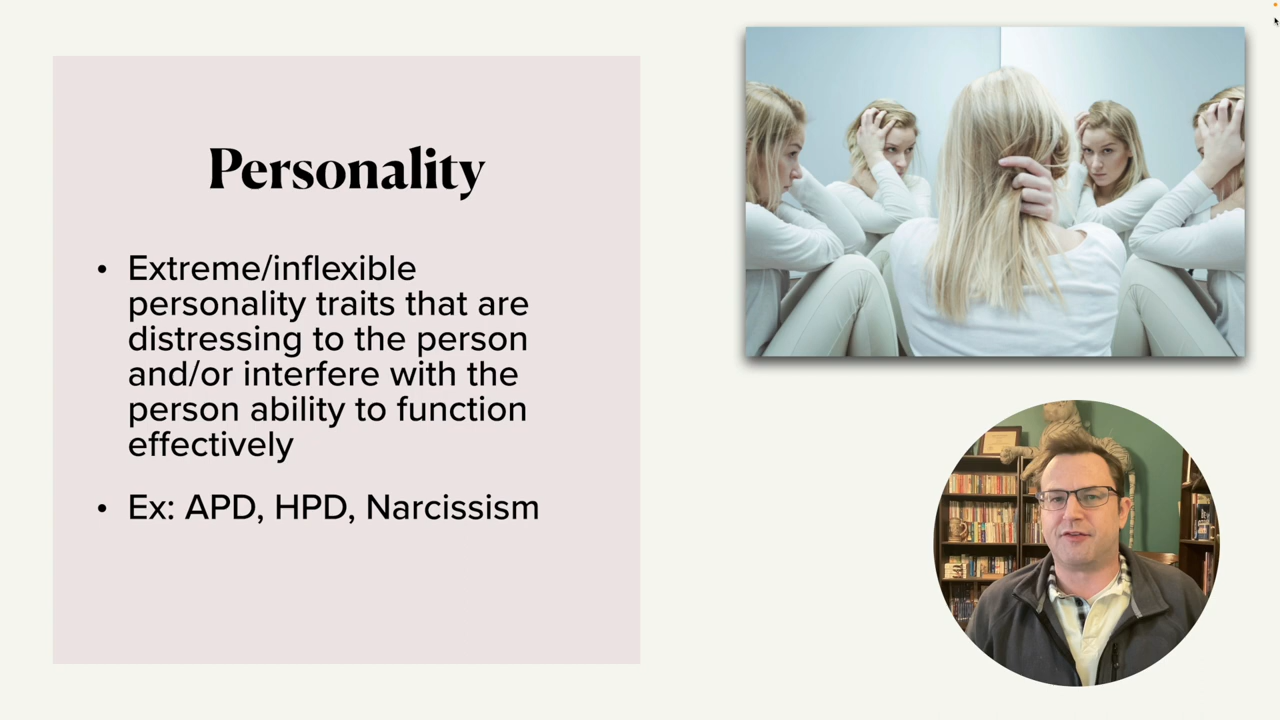 Personality
• Extreme/inflexible
personality traits that are
distressing to the person
and/or interfere with the
person ability to function
effectively
• Ex: APD, HPD, Narcissism